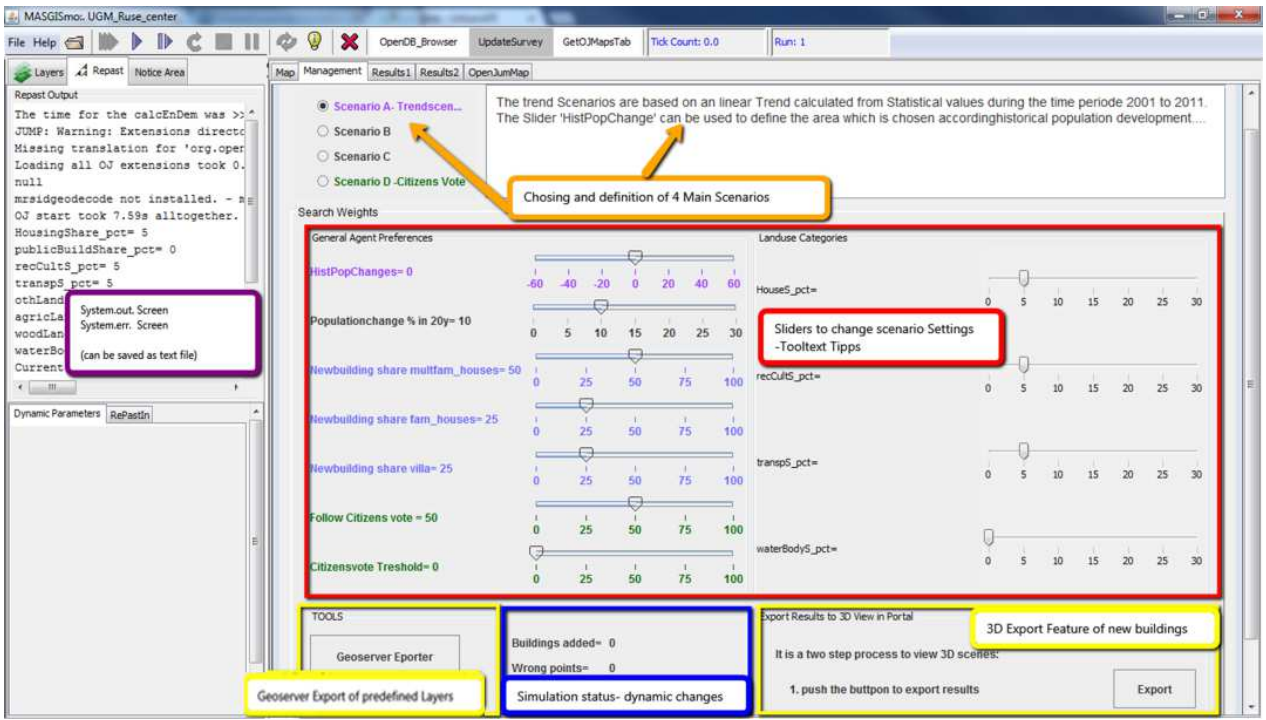 MASGISmo:. UGM_Ruse_center
File Help OpenDB_Browser UpdateSurvey GetOJMapsTab Tick Count: 0.0 Run: 1
Layers Repast Notice Area
Map Management Results1 Results2 OpenJumMap
Repast Output
The time for the calcEnDem was >>
JUMP: Warning: Extensions directo
Missing translation for 'org.open
Loading all OJ extensions took 0.
null
mrsidgeodecode not installed. -
OJ start took 7.59s alltogether.
HousingShare_pct= 5
publicBuildShare_pct= 0
recCultS_pct= 5
transpS_pct= 5
othLand
agricLa
woodLan
waterBo
Current
System.out. Screen
System.err. Screen
(can be saved as text file)
Dynamic Parameters RePastIn
Scenario A- Trendscen...
Scenario B
Scenario C
Scenario D -Citizens Vote
The trend Scenarios are based on an linear Trend calculated from Statistical values during the time periode 2001 to 2011.
The Slider 'HistPopChange' can be used to define the area which is chosen accordinghistorical population development....
Chosing and definition of 4 Main Scenarios
Search Weights
General Agent Preferences
HistPopChanges= 0
-60 -40 -20 0 20 40 60
Populationchange % in 20y= 10
0 5 10 15 20 25 30
Newbuilding share multfam_houses= 50
0 25 50 75 100
Newbuilding share fam_houses= 25
0 25 50 75 100
Newbuilding share villa= 25
0 25 50 75 100
Follow Citizens vote = 50
0 25 50 75 100
Citizensvote Treshold= 0
0 25 50 75 100
Landuse Categories
HouseS_pct=
0 5 10 15 20 25 30
Sliders to change scenario Settings
-Tooltext Tipps
recCultS_pct=
0 5 10 15 20 25 30
transpS_pct=
0 5 10 15 20 25 30
waterBodyS_pct=
0 5 10 15 20 25 30
TOOLS
Geoserver Eporter
Geoserver Export of predefined Layers
Buildings added= 0
Wrong points= 0
Simulation status- dynamic changes
Export Results to 3D View in Portal
3D Export Feature of new buildings
It is a two step process to view 3D scenes:
1. push the buttpon to export results
Export